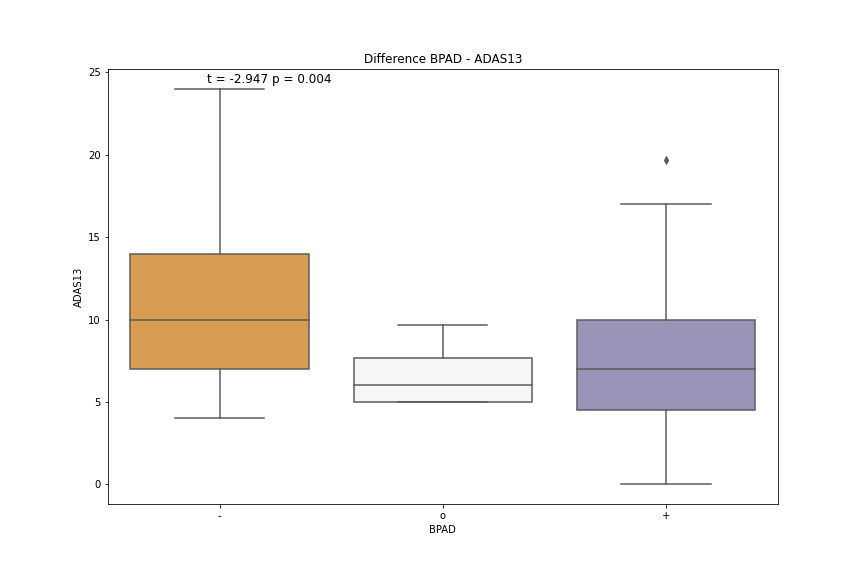 Difference BPAD - ADAS13
t = -2.947 p = 0.004
25
20
15
10
5
0
ADAS13
- o +
BPAD